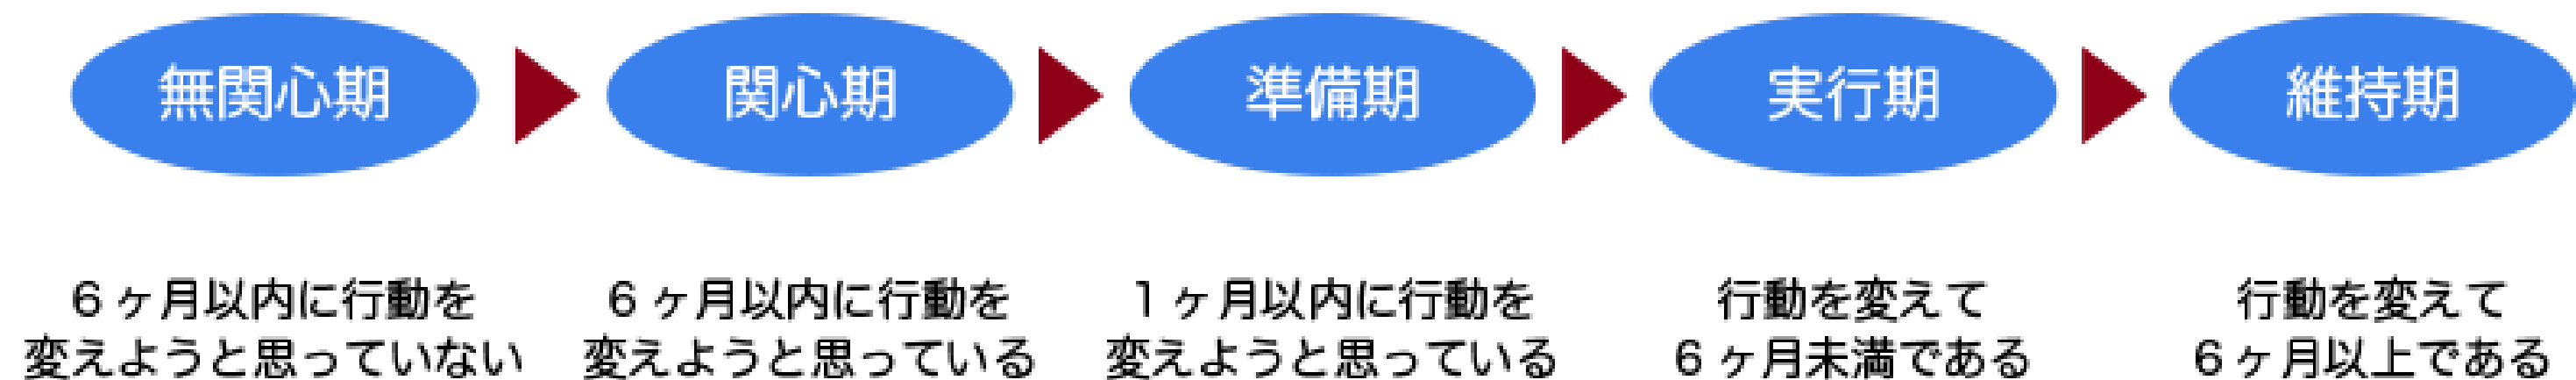 無関心期
関心期
準備期
実行期
維持期
6ヶ月以内に行動を
変えようと思っていない
6ヶ月以内に行動を
変えようと思っている
1ヶ月以内に行動を
変えようと思っている
行動を変えて
6ヶ月未満である
行動を変えて
6ヶ月以上である